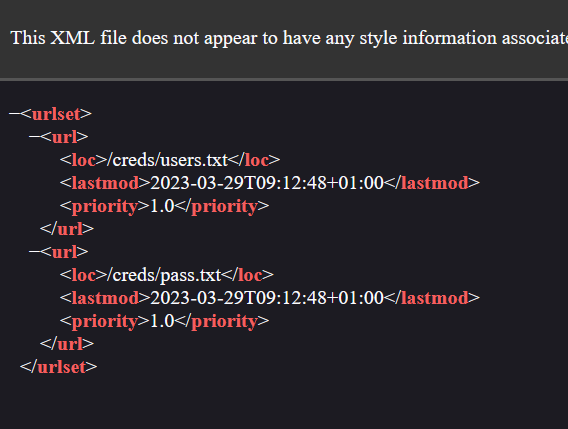 This XML file does not appear to have any style information associate
−<urlset>
−<url>
<loc>/creds/users.txt</loc>
<lastmod>2023-03-29T09:12:48+01:00</lastmod>
<priority>1.0</priority>
</url>
−<url>
<loc>/creds/pass.txt</loc>
<lastmod>2023-03-29T09:12:48+01:00</lastmod>
<priority>1.0</priority>
</url>
</urlset>